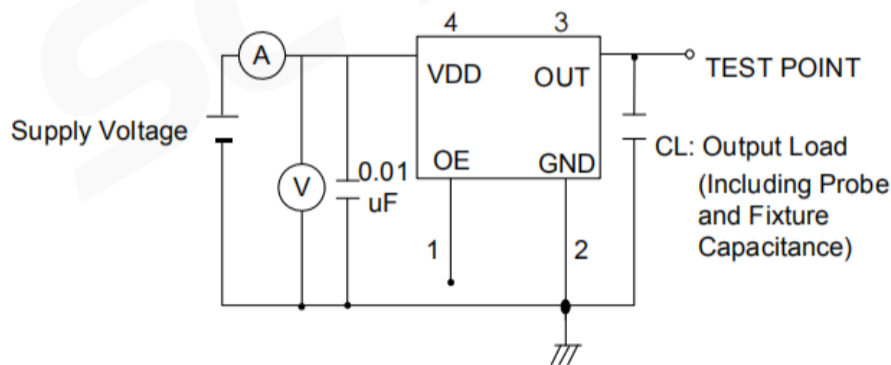 4
3
A
VDD
OUT
TEST POINT
Supply Voltage
V
0.01
uF
OE
GND
CL: Output Load
(Including Probe
and Fixture
Capacitance)
1
2